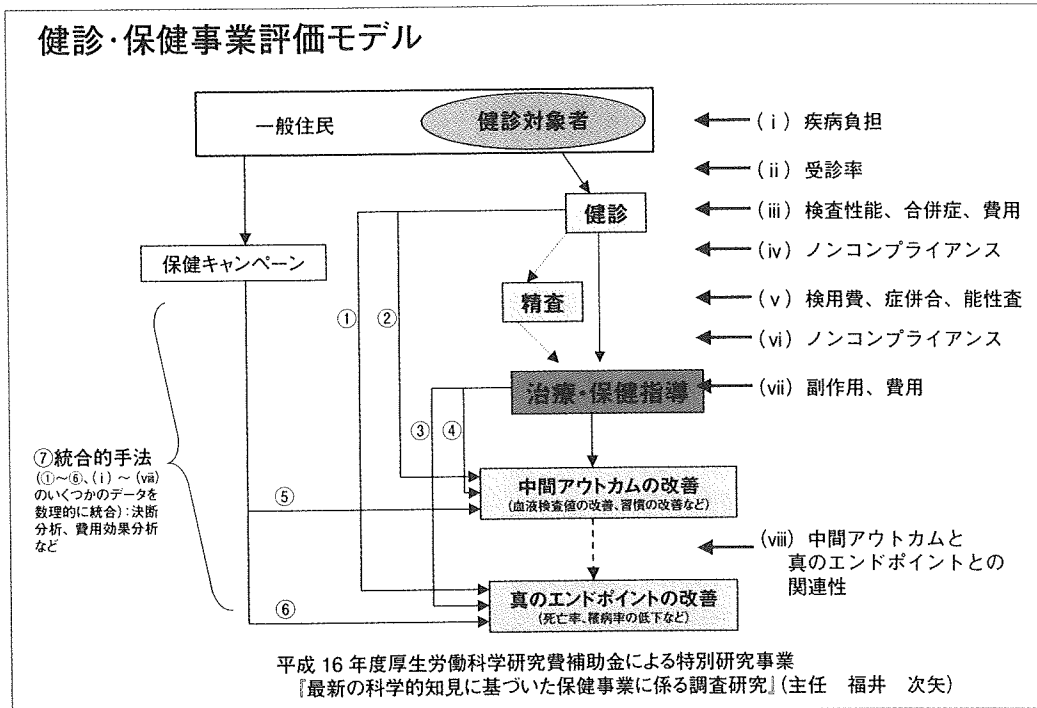 健診・保健事業評価モデル
一般住民
健診対象者
(ⅰ) 疾病負担
(ⅱ) 受診率
健診
(ⅲ) 検査性能、合併症、費用
保健キャンペーン
(ⅳ) ノンコンプライアンス
精査
(ⅴ) 検用費、症併合、能性査
①
②
(ⅵ) ノンコンプライアンス
治療・保健指導
(ⅶ) 副作用、費用
③
④
⑦統合的手法
(①～⑥、(ⅰ)～(ⅷ)
のいくつかのデータを
数理的に統合):決断
分析、費用効果分析
など
中間アウトカムの改善
(血液検査値の改善、習慣の改善など)
⑤
(ⅷ) 中間アウトカムと
真のエンドポイントとの
関連性
真のエンドポイントの改善
(死亡率、罹病率の低下など)
⑥
平成 16 年度厚生労働科学研究費補助金による特別研究事業
『最新の科学的知見に基づいた保健事業に係る調査研究』(主任 福井 次矢)